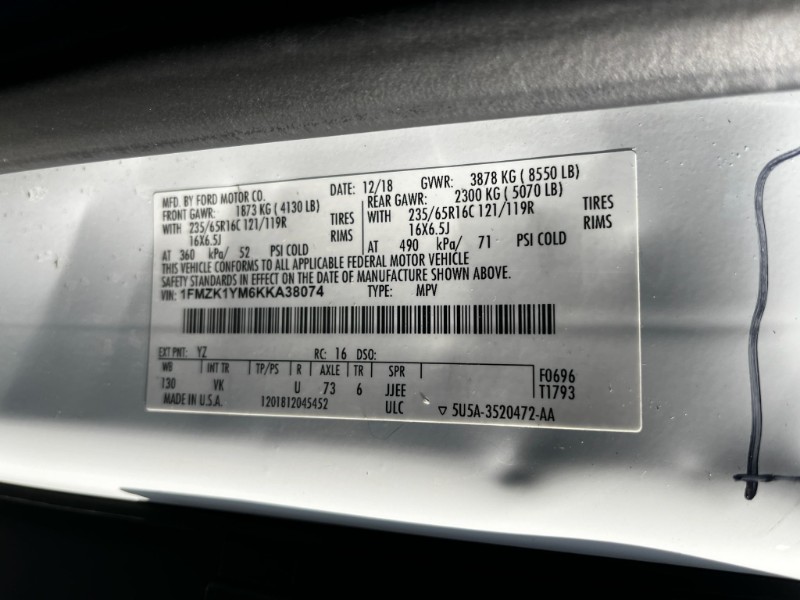 MFD. BY FORD MOTOR CO. DATE: 12/18 GVWR: 3878 KG ( 8550 LB)
FRONT GAWR: 1873 KG ( 4130 LB) REAR GAWR: 2300 KG ( 5070 LB)
WITH 235/65R16C 121/119R TIRES WITH 235/65R16C 121/119R TIRES
16X6.5J RIMS 16X6.5J RIMS
AT 360 kPa/ 52 PSI COLD AT 490 kPa/ 71 PSI COLD
THIS VEHICLE CONFORMS TO ALL APPLICABLE FEDERAL MOTOR VEHICLE
SAFETY STANDARDS IN EFFECT ON THE DATE OF MANUFACTURE SHOWN ABOVE.
VIN: 1FMZK1YM6KKA38074 TYPE: MPV
EXT PNT: YZ RC: 16 DSO:
WB INT TR TP/PS R AXLE TR SPR F0696
130 VK U 73 6 JJEE T1793
MADE IN U.S.A. 1201812045452 ULC ▽ 5U5A-3520472-AA